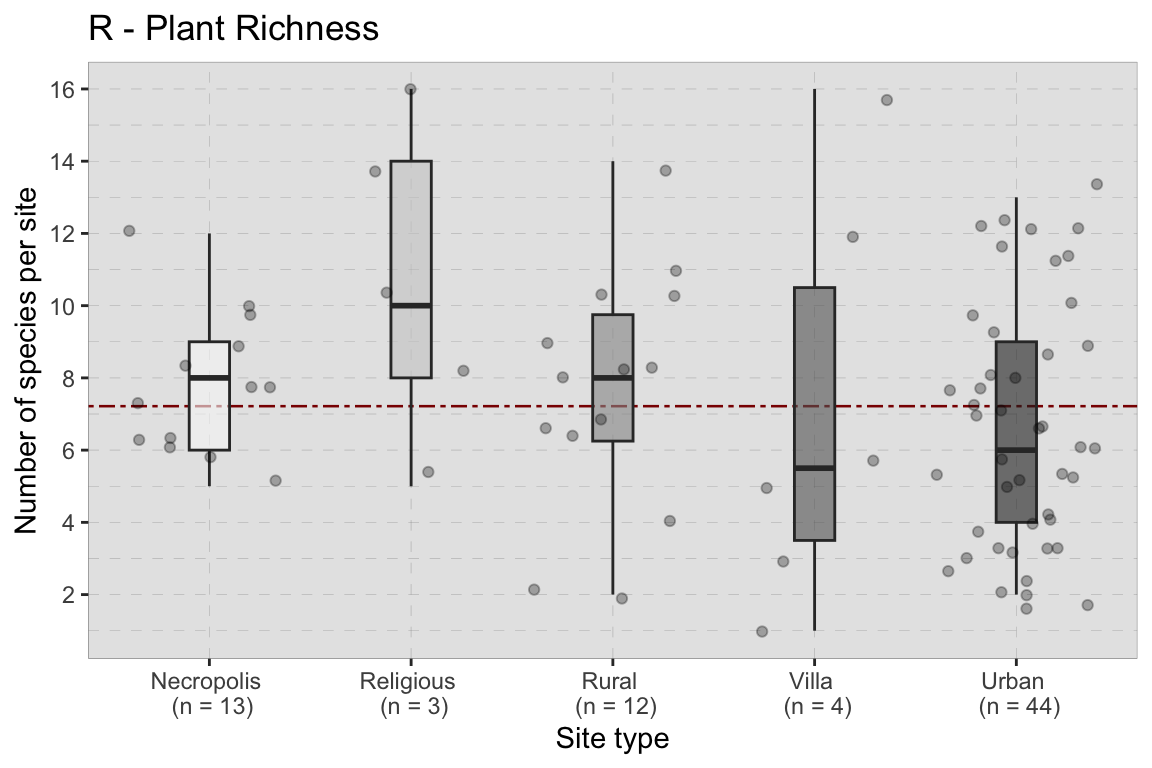 R - Plant Richness
Number of species per site
16
14
12
10
8
6
4
2
Necropolis
(n = 13)
Religious
(n = 3)
Rural
(n = 12)
Villa
(n = 4)
Urban
(n = 44)
Site type